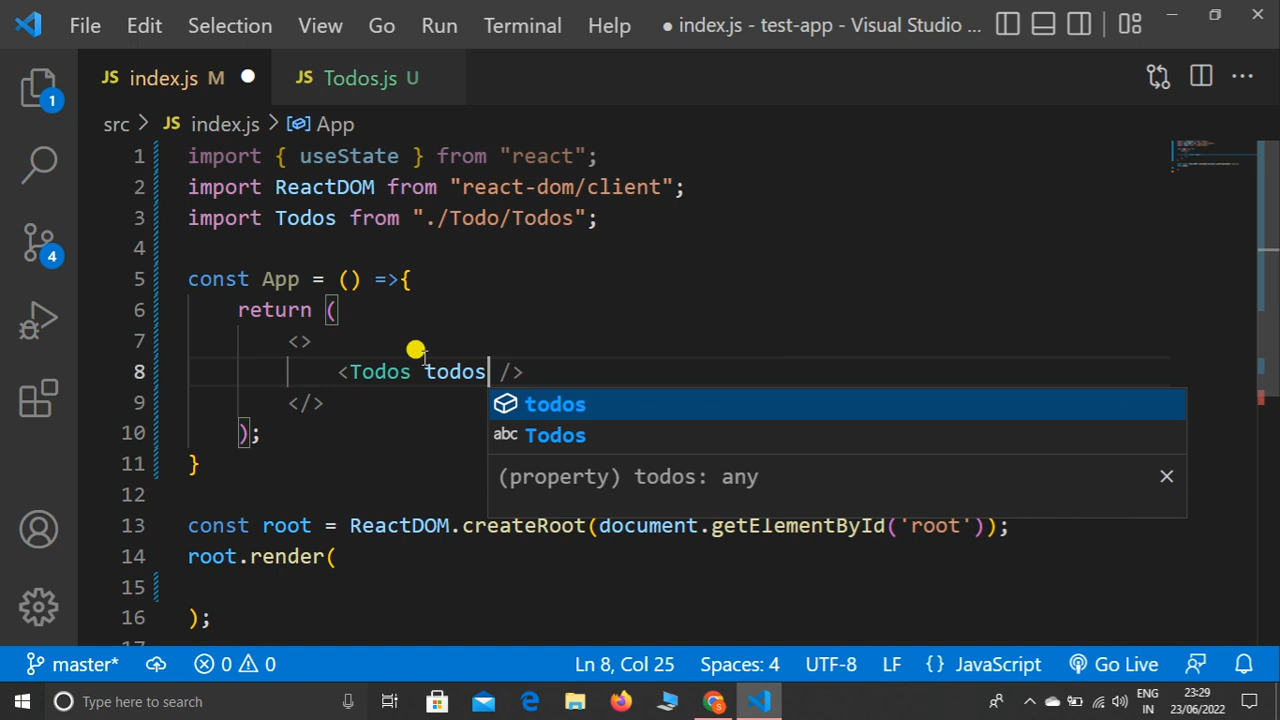 File Edit Selection View Go Run Terminal Help ● index.js - test-app - Visual Studio ...
JS index.js M ● JS Todos.js U
src > JS index.js > App
1 import { useState } from "react";
2 import ReactDOM from "react-dom/client";
3 import Todos from "./Todo/Todos";
4
5 const App = () =>{
6 return (
7 <>
8 <Todos todos />
9 </>
10 );
11 }
12
13 const root = ReactDOM.createRoot(document.getElementById('root'));
14 root.render(
15
16 );
todos
abc Todos
(property) todos: any
1
4
master* 0 0 Ln 8, Col 25 Spaces: 4 UTF-8 LF {} JavaScript Go Live
Type here to search
ENG
IN
23:29
23/06/2022